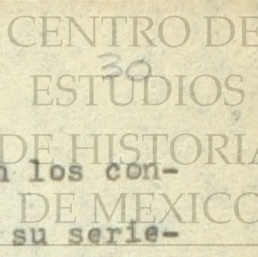 CENTRO DE
30
ESTUDIOS
DE HISTORIA
n los con-
DE MEXICO
su serie-